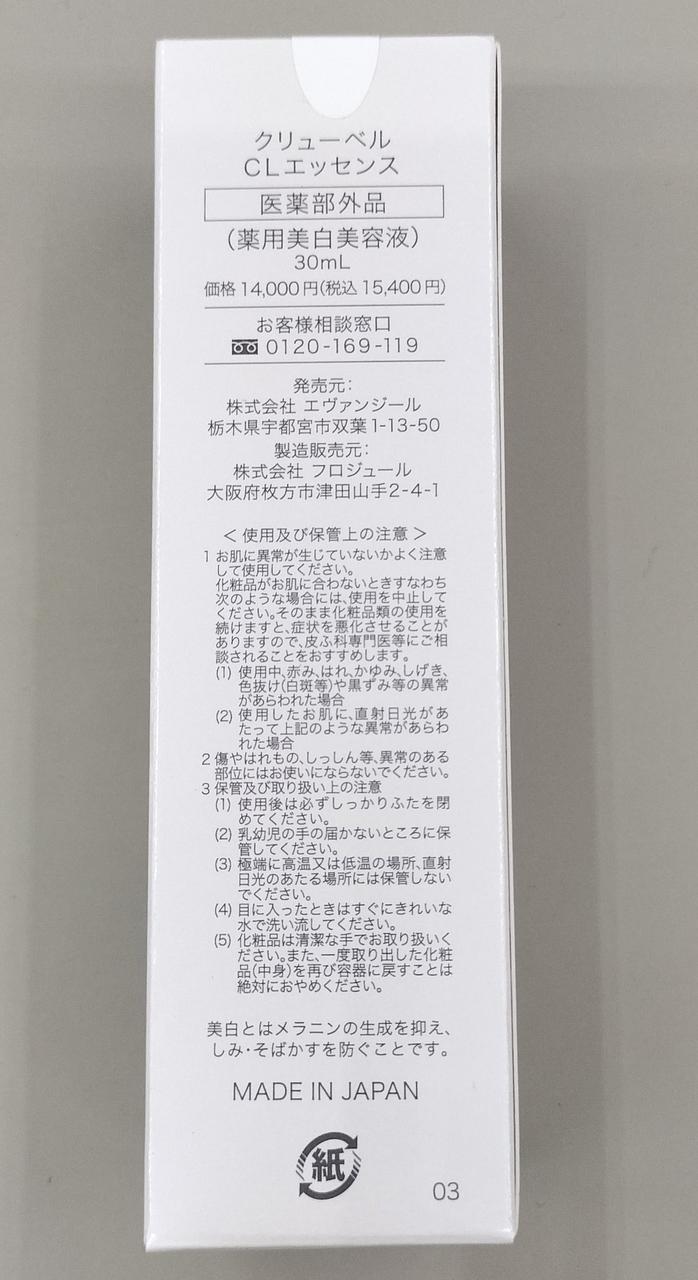 クリューベル
CLエッセンス
医薬部外品
（薬用美白美容液）
30mL
価格 14,000円(税込 15,400円)
お客様相談窓口
0120-169-119
発売元：
株式会社 エヴァンジール
栃木県宇都宮市双葉1-13-50
製造販売元：
株式会社 フロジュール
大阪府枚方市津田山手2-4-1
＜ 使用及び保管上の注意 ＞
1 お肌に異常が生じていないかよく注意
して使用してください。
化粧品がお肌に合わないときすなわち
次のような場合には、使用を中止して
ください。そのまま化粧品類の使用を
続けますと、症状を悪化させることが
ありますので、皮ふ科専門医等にご相
談されることをおすすめします。
(1) 使用中、赤み、はれ、かゆみ、しげき、
色抜け(白斑等)や黒ずみ等の異常
があらわれた場合
(2) 使用したお肌に、直射日光があ
たって上記のような異常があらわ
れた場合
2 傷やはれもの、しっしん等、異常のある
部位にはお使いにならないでください。
3 保管及び取り扱い上の注意
(1) 使用後は必ずしっかりふたを閉
めてください。
(2) 乳幼児の手の届かないところに保
管してください。
(3) 極端に高温又は低温の場所、直射
日光のあたる場所には保管しない
でください。
(4) 目に入ったときはすぐにきれいな
水で洗い流してください。
(5) 化粧品は清潔な手でお取り扱いく
ださい。また、一度取り出した化粧
品(中身)を再び容器に戻すことは
絶対におやめください。
美白とはメラニンの生成を抑え、
しみ・そばかすを防ぐことです。
MADE IN JAPAN
紙
03